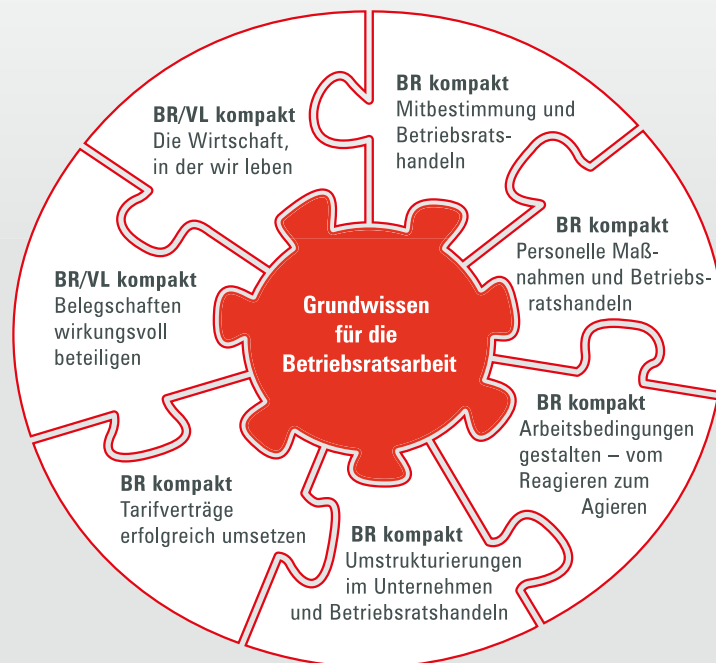 BR/VL kompakt
Die Wirtschaft,
in der wir leben
BR kompakt
Mitbestimmung und
Betriebsrats-
handeln
BR kompakt
Personelle Maß-
nahmen und Betriebs-
ratshandeln
BR/VL kompakt
Belegschaften
wirkungsvoll
beteiligen
Grundwissen
für die
Betriebsratsarbeit
BR kompakt
Arbeitsbedingungen
gestalten – vom
Reagieren zum
Agieren
BR kompakt
Tarifverträge
erfolgreich umsetzen
BR kompakt
Umstrukturierungen
im Unternehmen
und Betriebsratshandeln